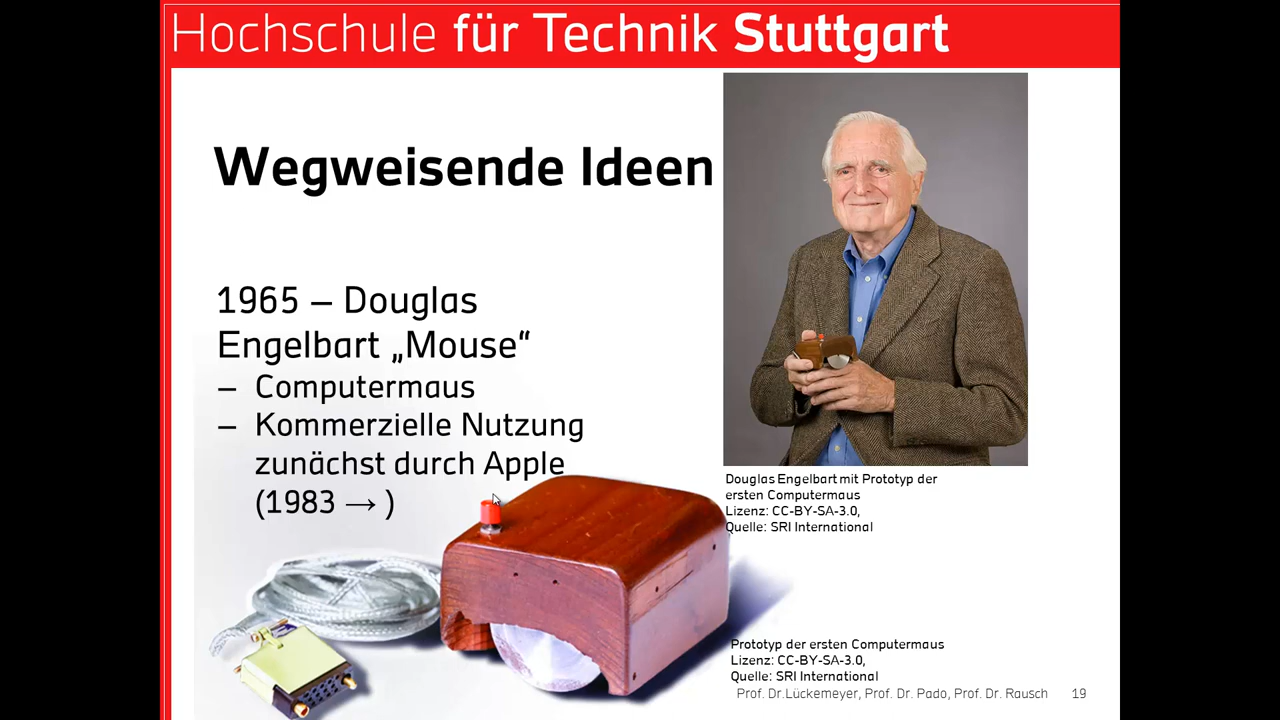 Hochschule für Technik Stuttgart
Wegweisende Ideen
1965 – Douglas
Engelbart „Mouse“
– Computermaus
– Kommerzielle Nutzung
zunächst durch Apple
(1983 → )
Douglas Engelbart mit Prototyp der
ersten Computermaus
Lizenz: CC-BY-SA-3.0,
Quelle: SRI International
Prototyp der ersten Computermaus
Lizenz: CC-BY-SA-3.0,
Quelle: SRI International
Prof. Dr.Lückemeyer, Prof. Dr. Pado, Prof. Dr. Rausch 19